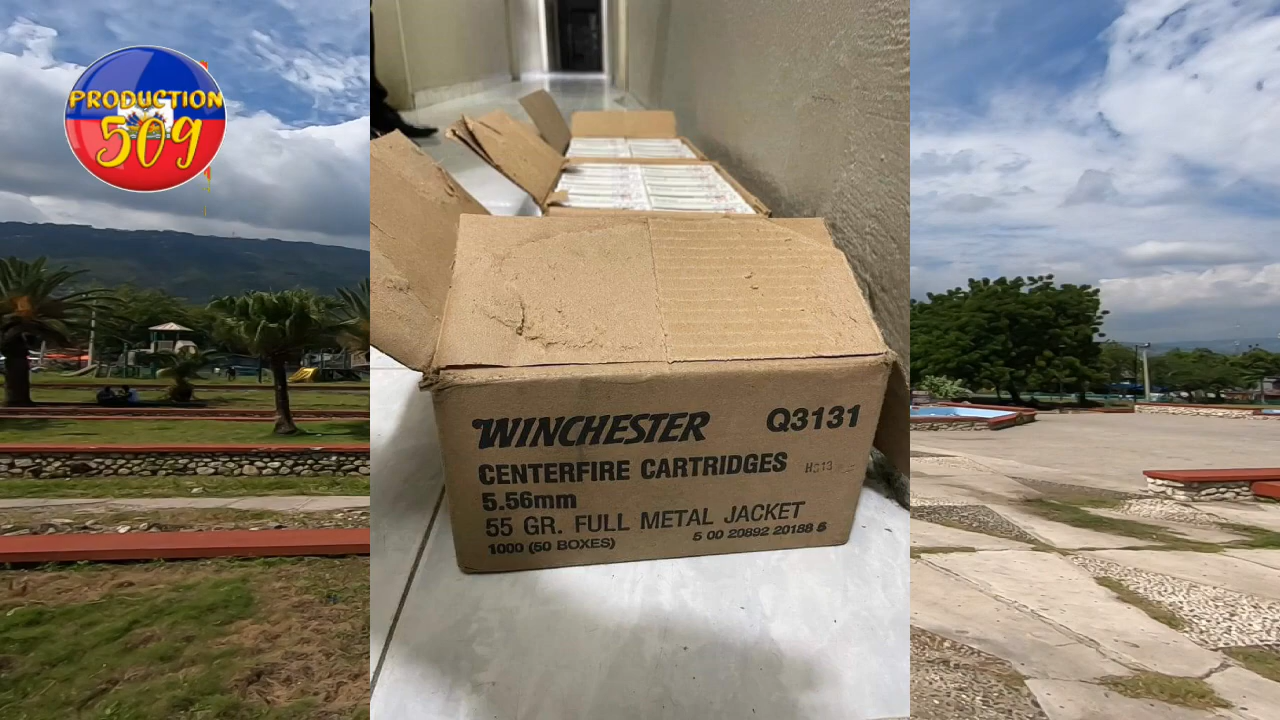 PRODUCTION
509
WINCHESTER Q3131
CENTERFIRE CARTRIDGES
5.56mm
55 GR. FULL METAL JACKET
1000 (50 BOXES) 5 00 20892 20188 6